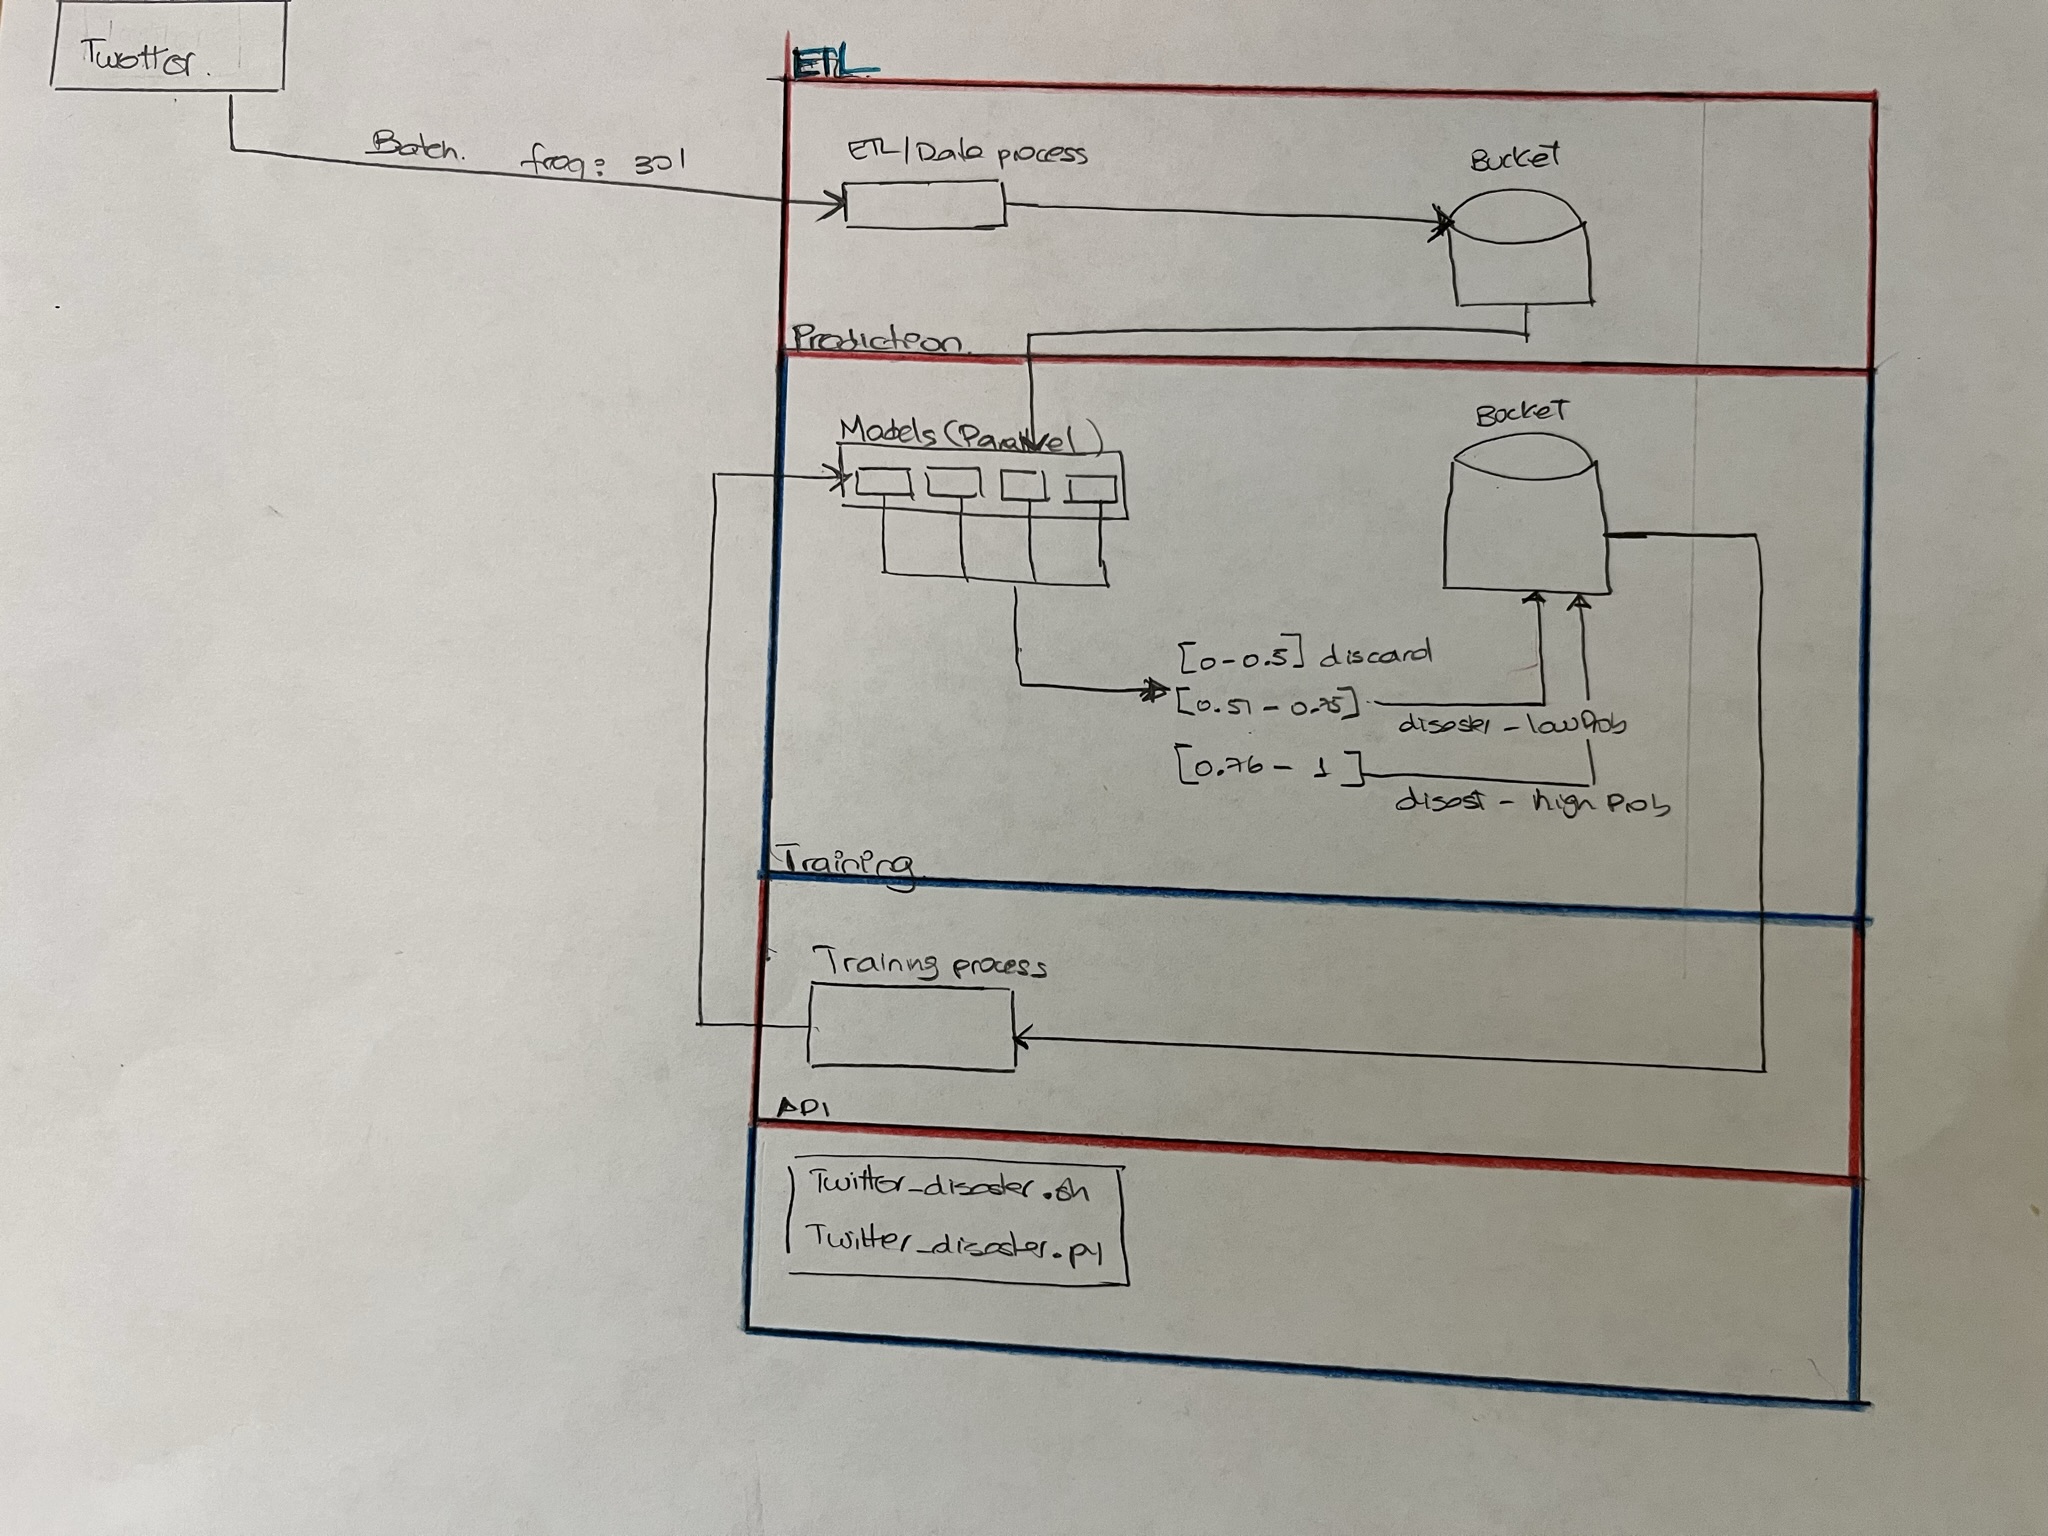 Twotter.
ETL
Batch. freq: 30'
ETL/Data process
Bucket
Prediction.
Models (Parallel)
Bucket
[0-0.5] discard
[0.51-0.75]
disaster-lowProb
[0.76-1]
disast-high Prob
Training.
Training process
API
Twitter_disaster.sh
Twitter_disaster.py